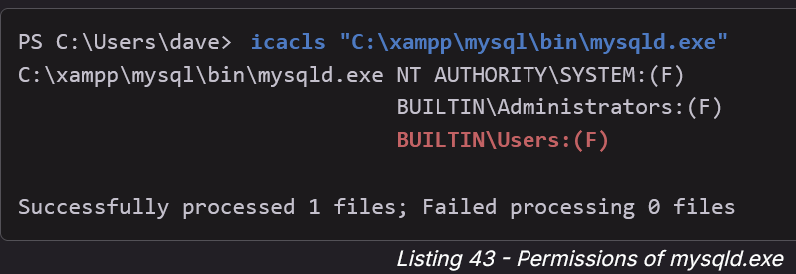 PS C:\Users\dave> icacls "C:\xampp\mysql\bin\mysqld.exe"
C:\xampp\mysql\bin\mysqld.exe NT AUTHORITY\SYSTEM:(F)
BUILTIN\Administrators:(F)
BUILTIN\Users:(F)
Successfully processed 1 files; Failed processing 0 files
Listing 43 - Permissions of mysqld.exe